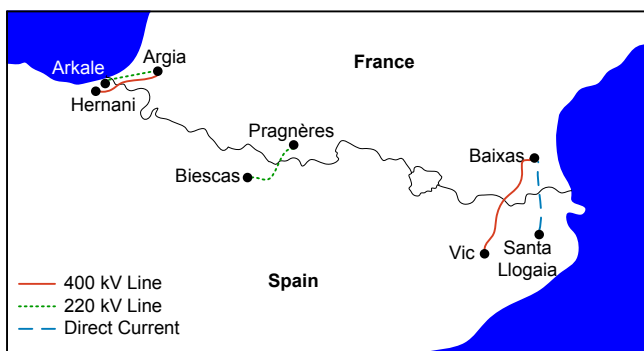 Argia
France
Arkale
Hernani
Pragnères
Baixas
Biescas
Santa
Llogaia
Vic
Spain
400 kV Line
220 kV Line
Direct Current